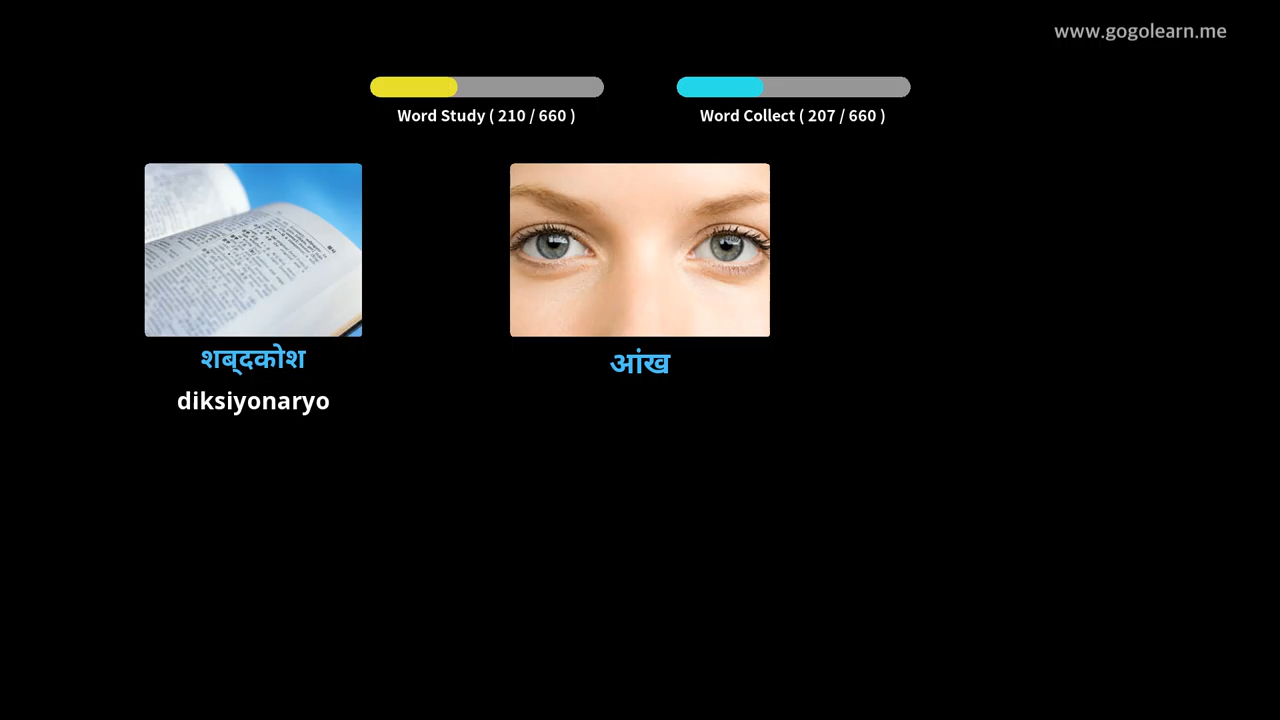 www.gogolearn.me
Word Study ( 210 / 660 )
Word Collect ( 207 / 660 )
शब्दकोश
diksiyonaryo
आंख